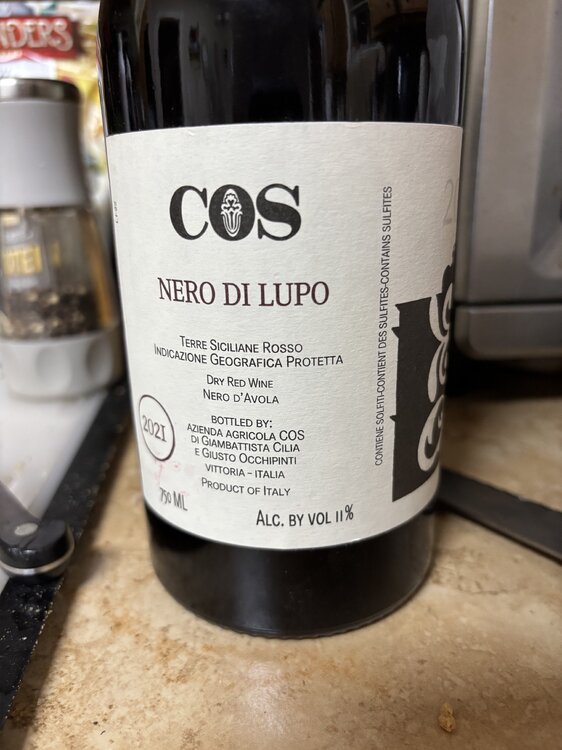 COS
NERO DI LUPO
TERRE SICILIANE ROSSO
INDICAZIONE GEOGRAFICA PROTETTA
DRY RED WINE
NERO D'AVOLA
2021
BOTTLED BY:
AZIENDA AGRICOLA COS
DI GIAMBATTISTA CILIA
E GIUSTO OCCHIPINTI
VITTORIA - ITALIA
PRODUCT OF ITALY
750 ML
ALC. BY VOL 11%
CONTIENE SOLFITI-CONTIENT DES SULFITES-CONTAINS SULFITES